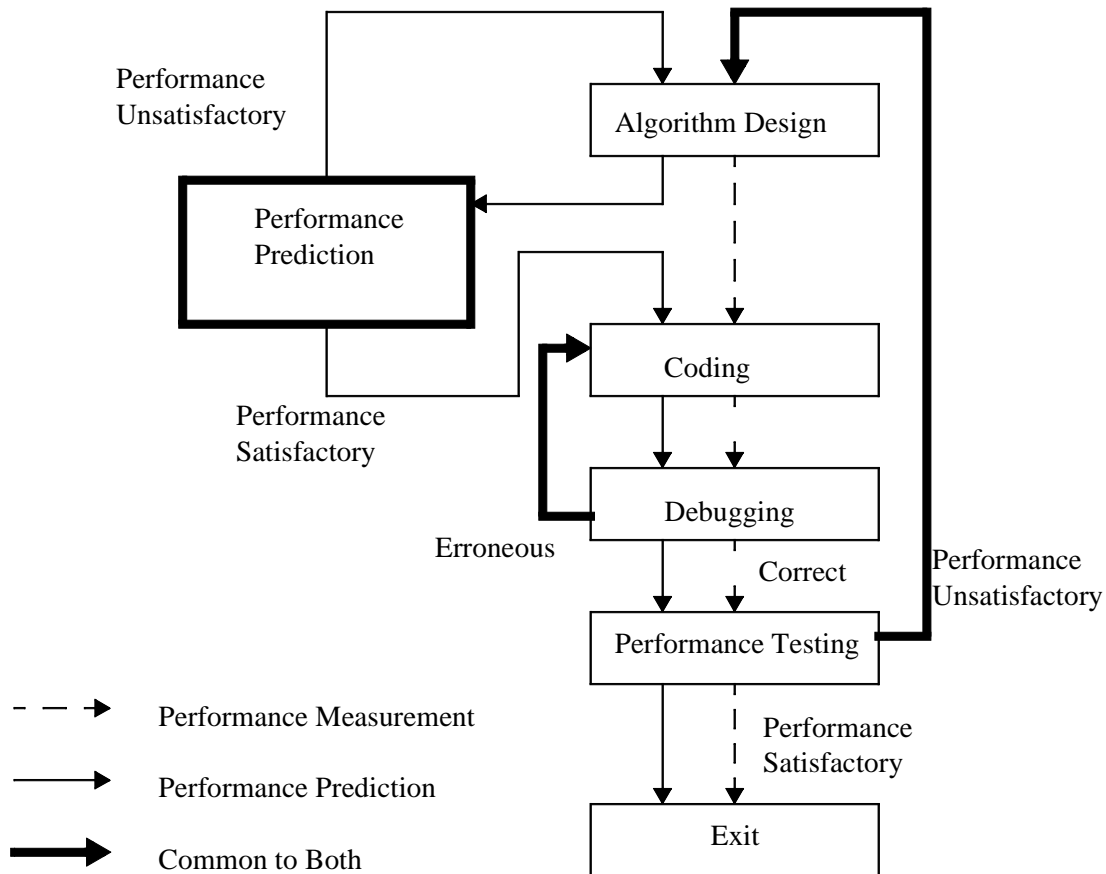 Performance
Unsatisfactory
Algorithm Design
Performance
Prediction
Coding
Performance
Satisfactory
Debugging
Erroneous
Correct
Performance
Unsatisfactory
Performance Testing
Performance Measurement
Performance
Satisfactory
Performance Prediction
Exit
Common to Both